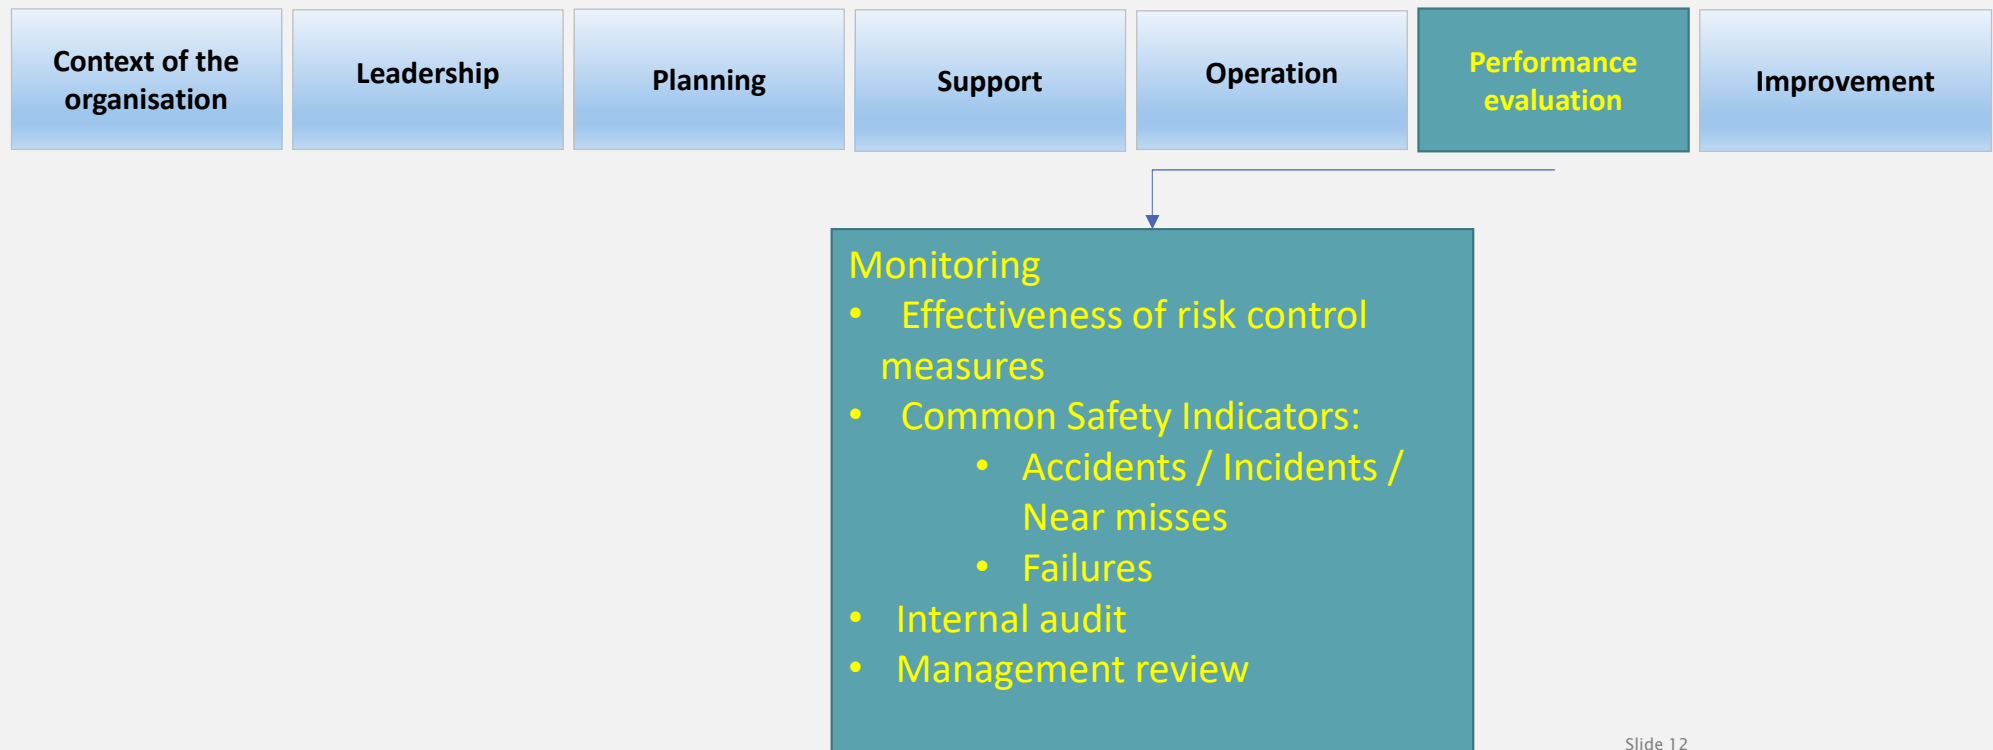 Context of the
organisation
Leadership
Planning
Support
Operation
Performance
evaluation
Improvement
Monitoring
• Effectiveness of risk control
measures
• Common Safety Indicators:
• Accidents / Incidents /
Near misses
• Failures
• Internal audit
• Management review
Slide 12